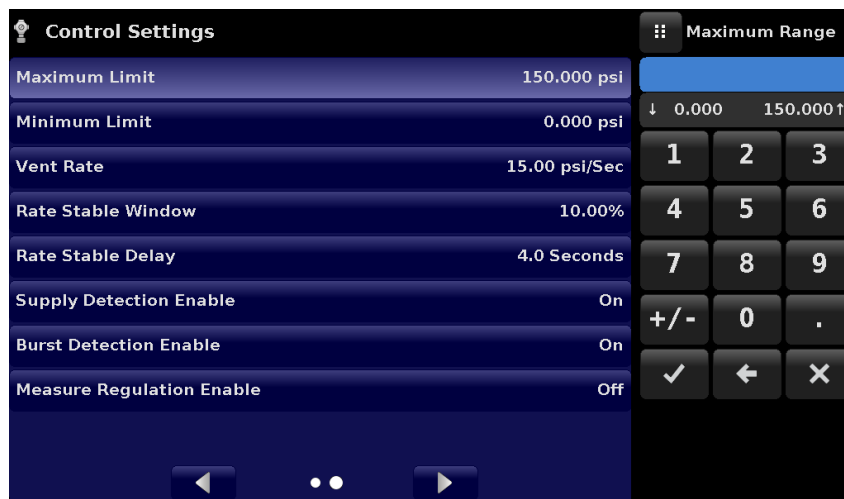 Control Settings
Maximum Limit 150.000 psi
Minimum Limit 0.000 psi
Vent Rate 15.00 psi/Sec
Rate Stable Window 10.00%
Rate Stable Delay 4.0 Seconds
Supply Detection Enable On
Burst Detection Enable On
Measure Regulation Enable Off
Maximum Range
↓ 0.000 150.000↑
1 2 3
4 5 6
7 8 9
+/- 0 .